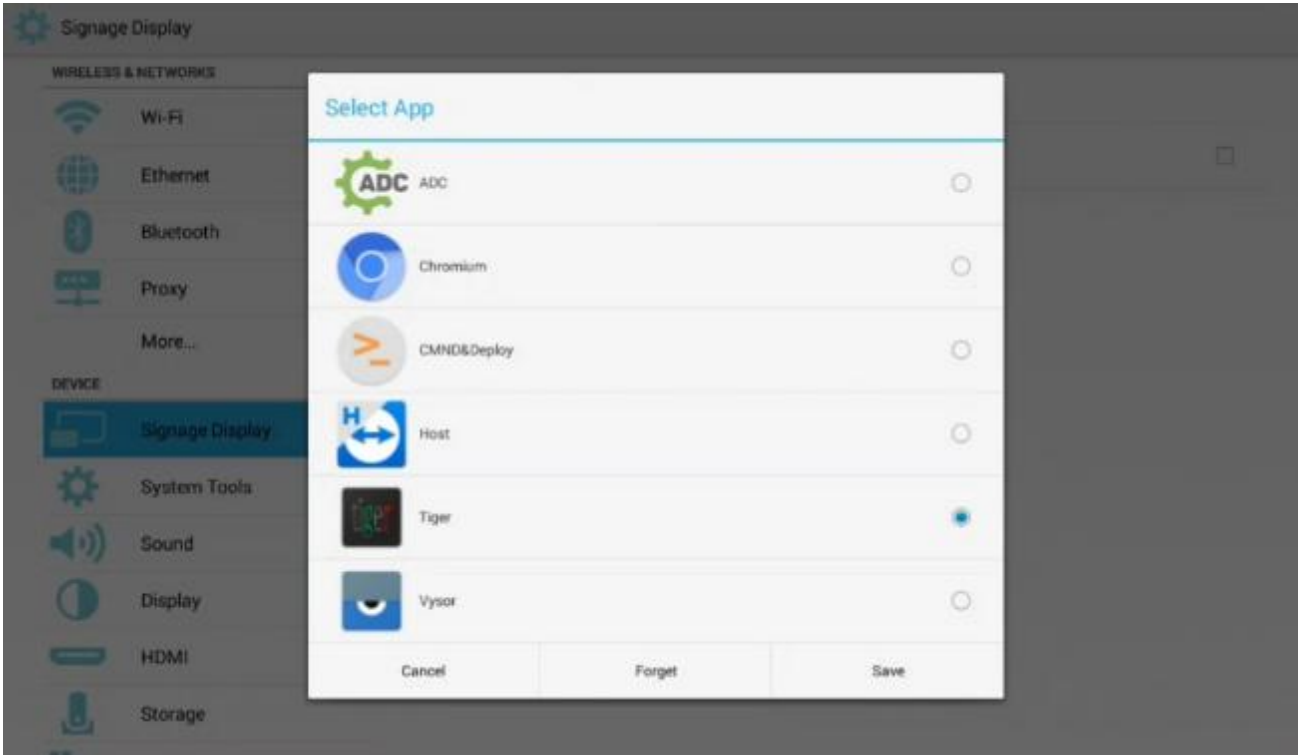 Signage Display
WIRELESS & NETWORKS
Wi-Fi
Ethernet
Bluetooth
Proxy
More...
DEVICE
Signage Display
System Tools
Sound
Display
HDMI
Storage
Select App
ADC ADC
Chromium
>_ CMND&Deploy
H Host
tiger Tiger
Vysor
Cancel Forget Save